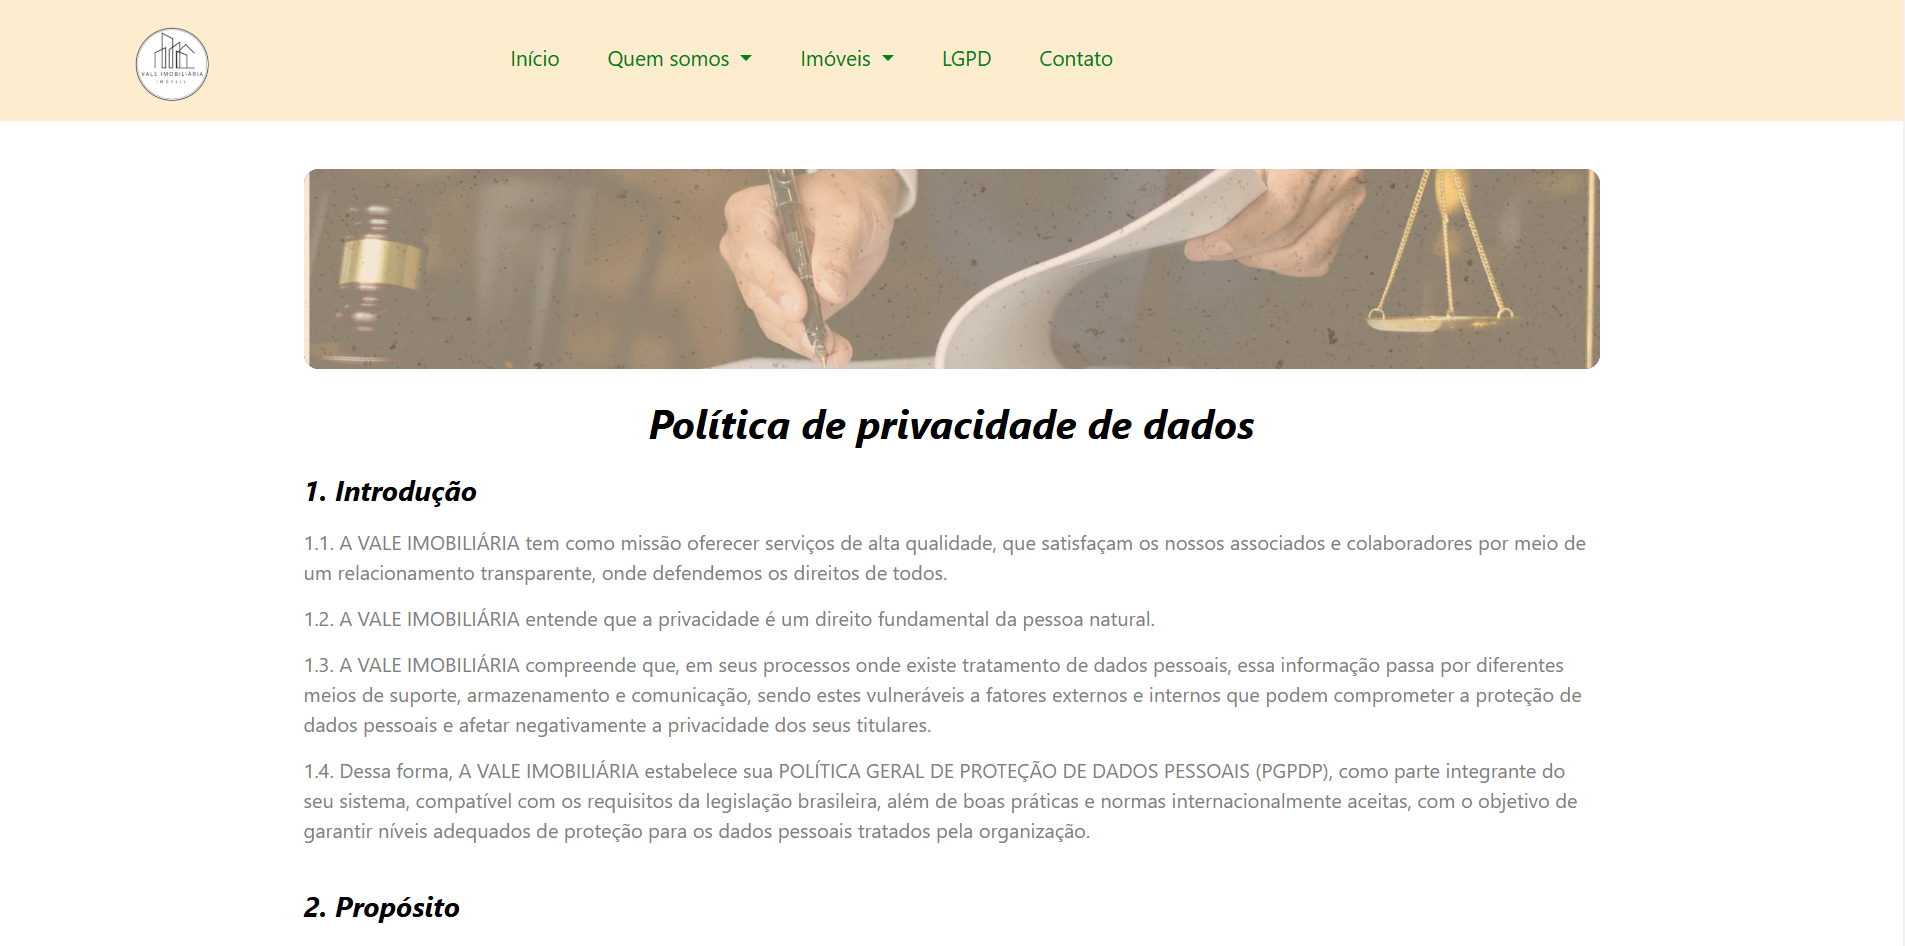 VALE IMOBILIÁRIA
IMÓVEIS
Início Quem somos Imóveis LGPD Contato
Política de privacidade de dados
1. Introdução
1.1. A VALE IMOBILIÁRIA tem como missão oferecer serviços de alta qualidade, que satisfaçam os nossos associados e colaboradores por meio de
um relacionamento transparente, onde defendemos os direitos de todos.
1.2. A VALE IMOBILIÁRIA entende que a privacidade é um direito fundamental da pessoa natural.
1.3. A VALE IMOBILIÁRIA compreende que, em seus processos onde existe tratamento de dados pessoais, essa informação passa por diferentes
meios de suporte, armazenamento e comunicação, sendo estes vulneráveis a fatores externos e internos que podem comprometer a proteção de
dados pessoais e afetar negativamente a privacidade dos seus titulares.
1.4. Dessa forma, A VALE IMOBILIÁRIA estabelece sua POLÍTICA GERAL DE PROTEÇÃO DE DADOS PESSOAIS (PGPDP), como parte integrante do
seu sistema, compatível com os requisitos da legislação brasileira, além de boas práticas e normas internacionalmente aceitas, com o objetivo de
garantir níveis adequados de proteção para os dados pessoais tratados pela organização.
2. Propósito